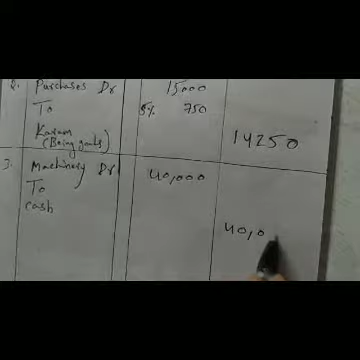 2. Purchases Dr 15000
To 5% 750
Karam
(Being goods) 14250
3. Machinery Dr 40,000
To
cash
40,0